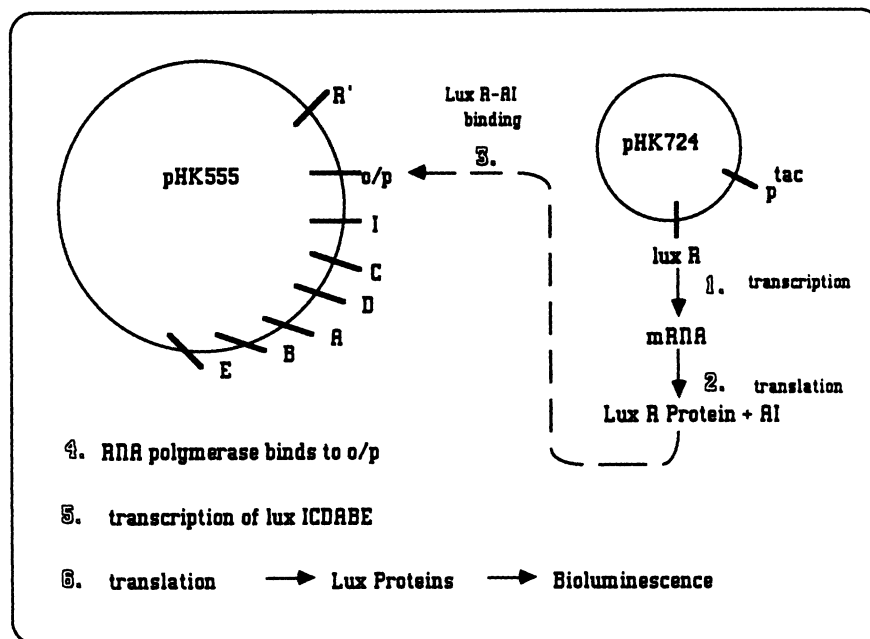 R'
Lux R-AI
binding
3.
pHK555
o/p
I
C
D
A
B
E
pHK724
p tac
lux R
1. transcription
mRNA
2. translation
Lux R Protein + AI
4. RNA polymerase binds to o/p
5. transcription of lux ICDABE
6. translation → Lux Proteins → Bioluminescence